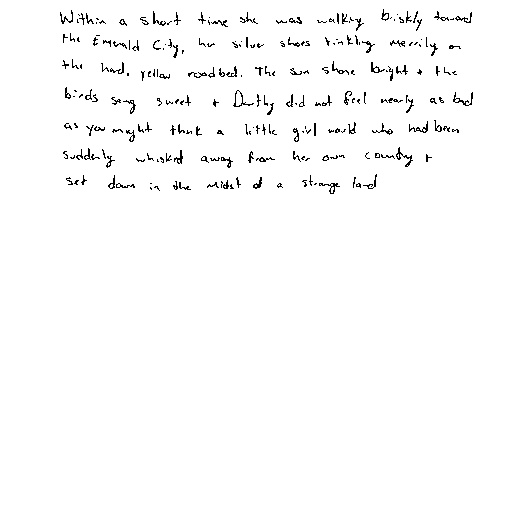 Within a short time she was walking briskly toward
the Emerald City, her silver shoes tinkling merrily on
the hard, yellow roadbed. The sun shone bright + the
birds sang sweet + Dorthy did not feel nearly as bad
as you might think a little girl would who had been
suddenly whisked away from her own country +
set down in the midst of a strange land